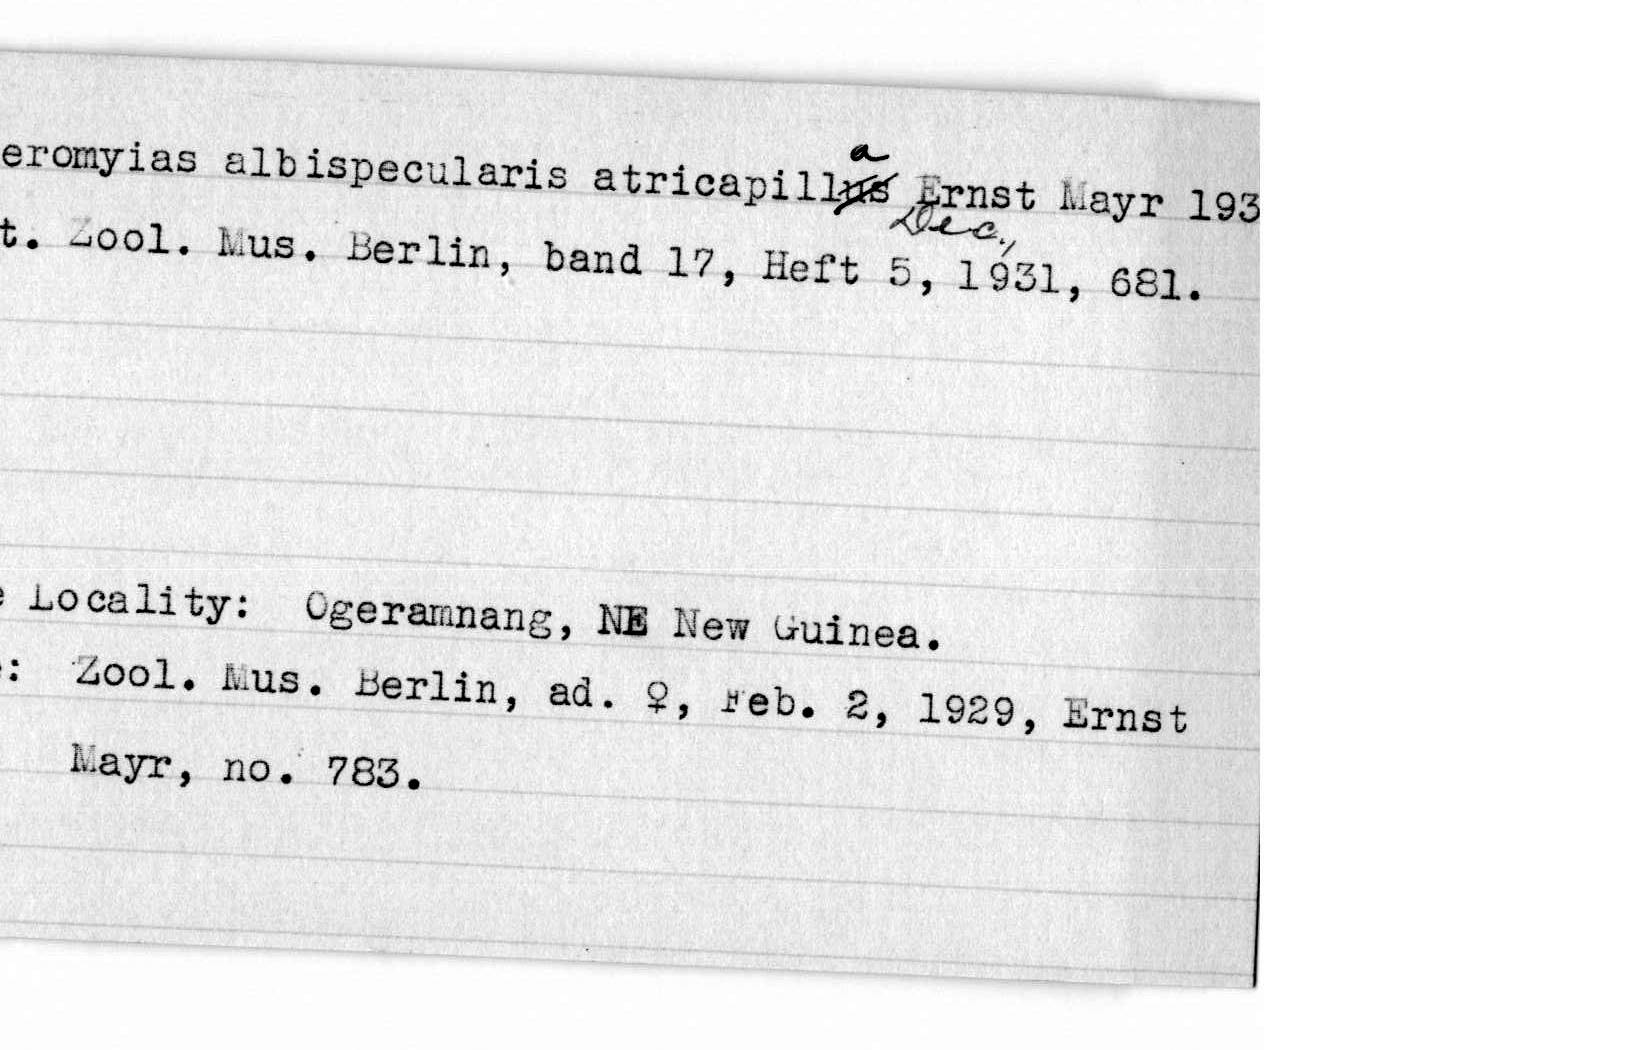 eromyias albispecularis atricapilla Ernst Mayr 193
t. Zool. Mus. Berlin, band 17, Heft 5, Dec., 1931, 681.
e Locality: Ogeramnang, NE New Guinea.
e: Zool. Mus. Berlin, ad. ♀, Feb. 2, 1929, Ernst
Mayr, no. 783.